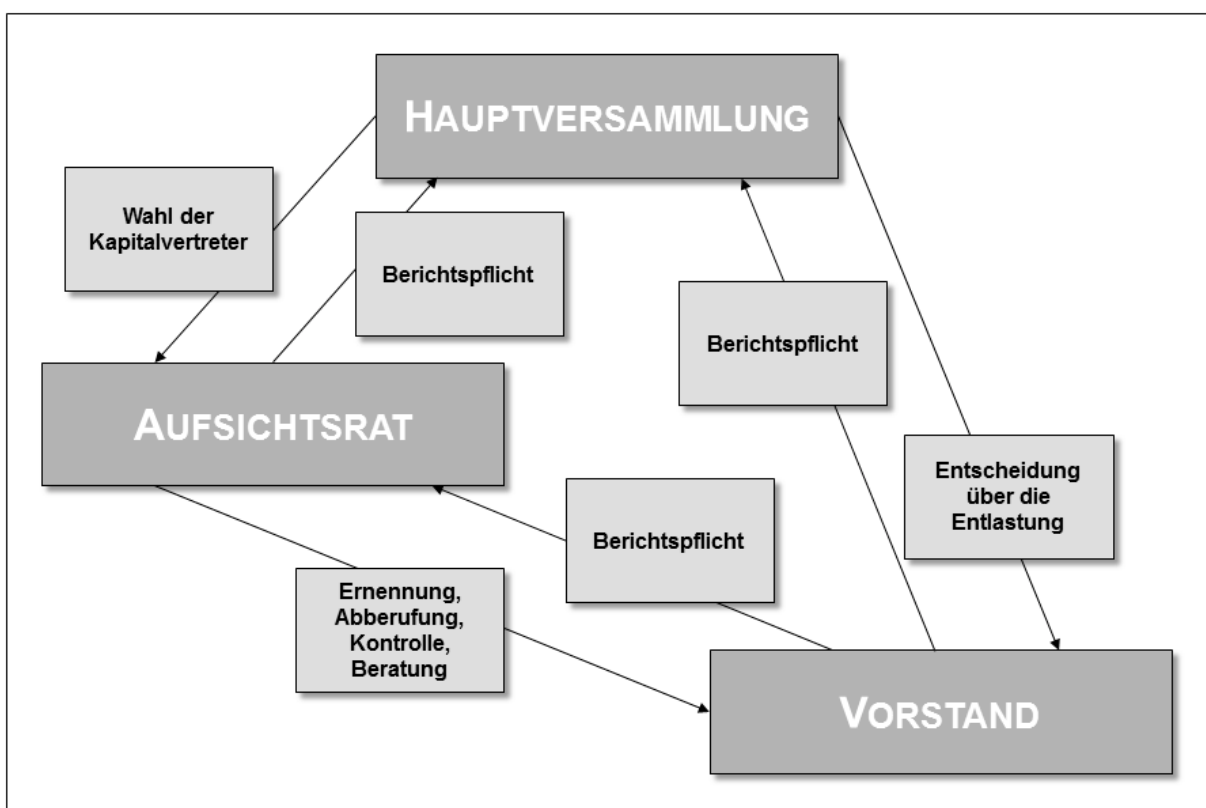 HAUPTVERSAMMLUNG
Wahl der
Kapitalvertreter
Berichtspflicht
Berichtspflicht
AUFSICHTSRAT
Entscheidung
über die
Entlastung
Berichtspflicht
Ernennung,
Abberufung,
Kontrolle,
Beratung
VORSTAND